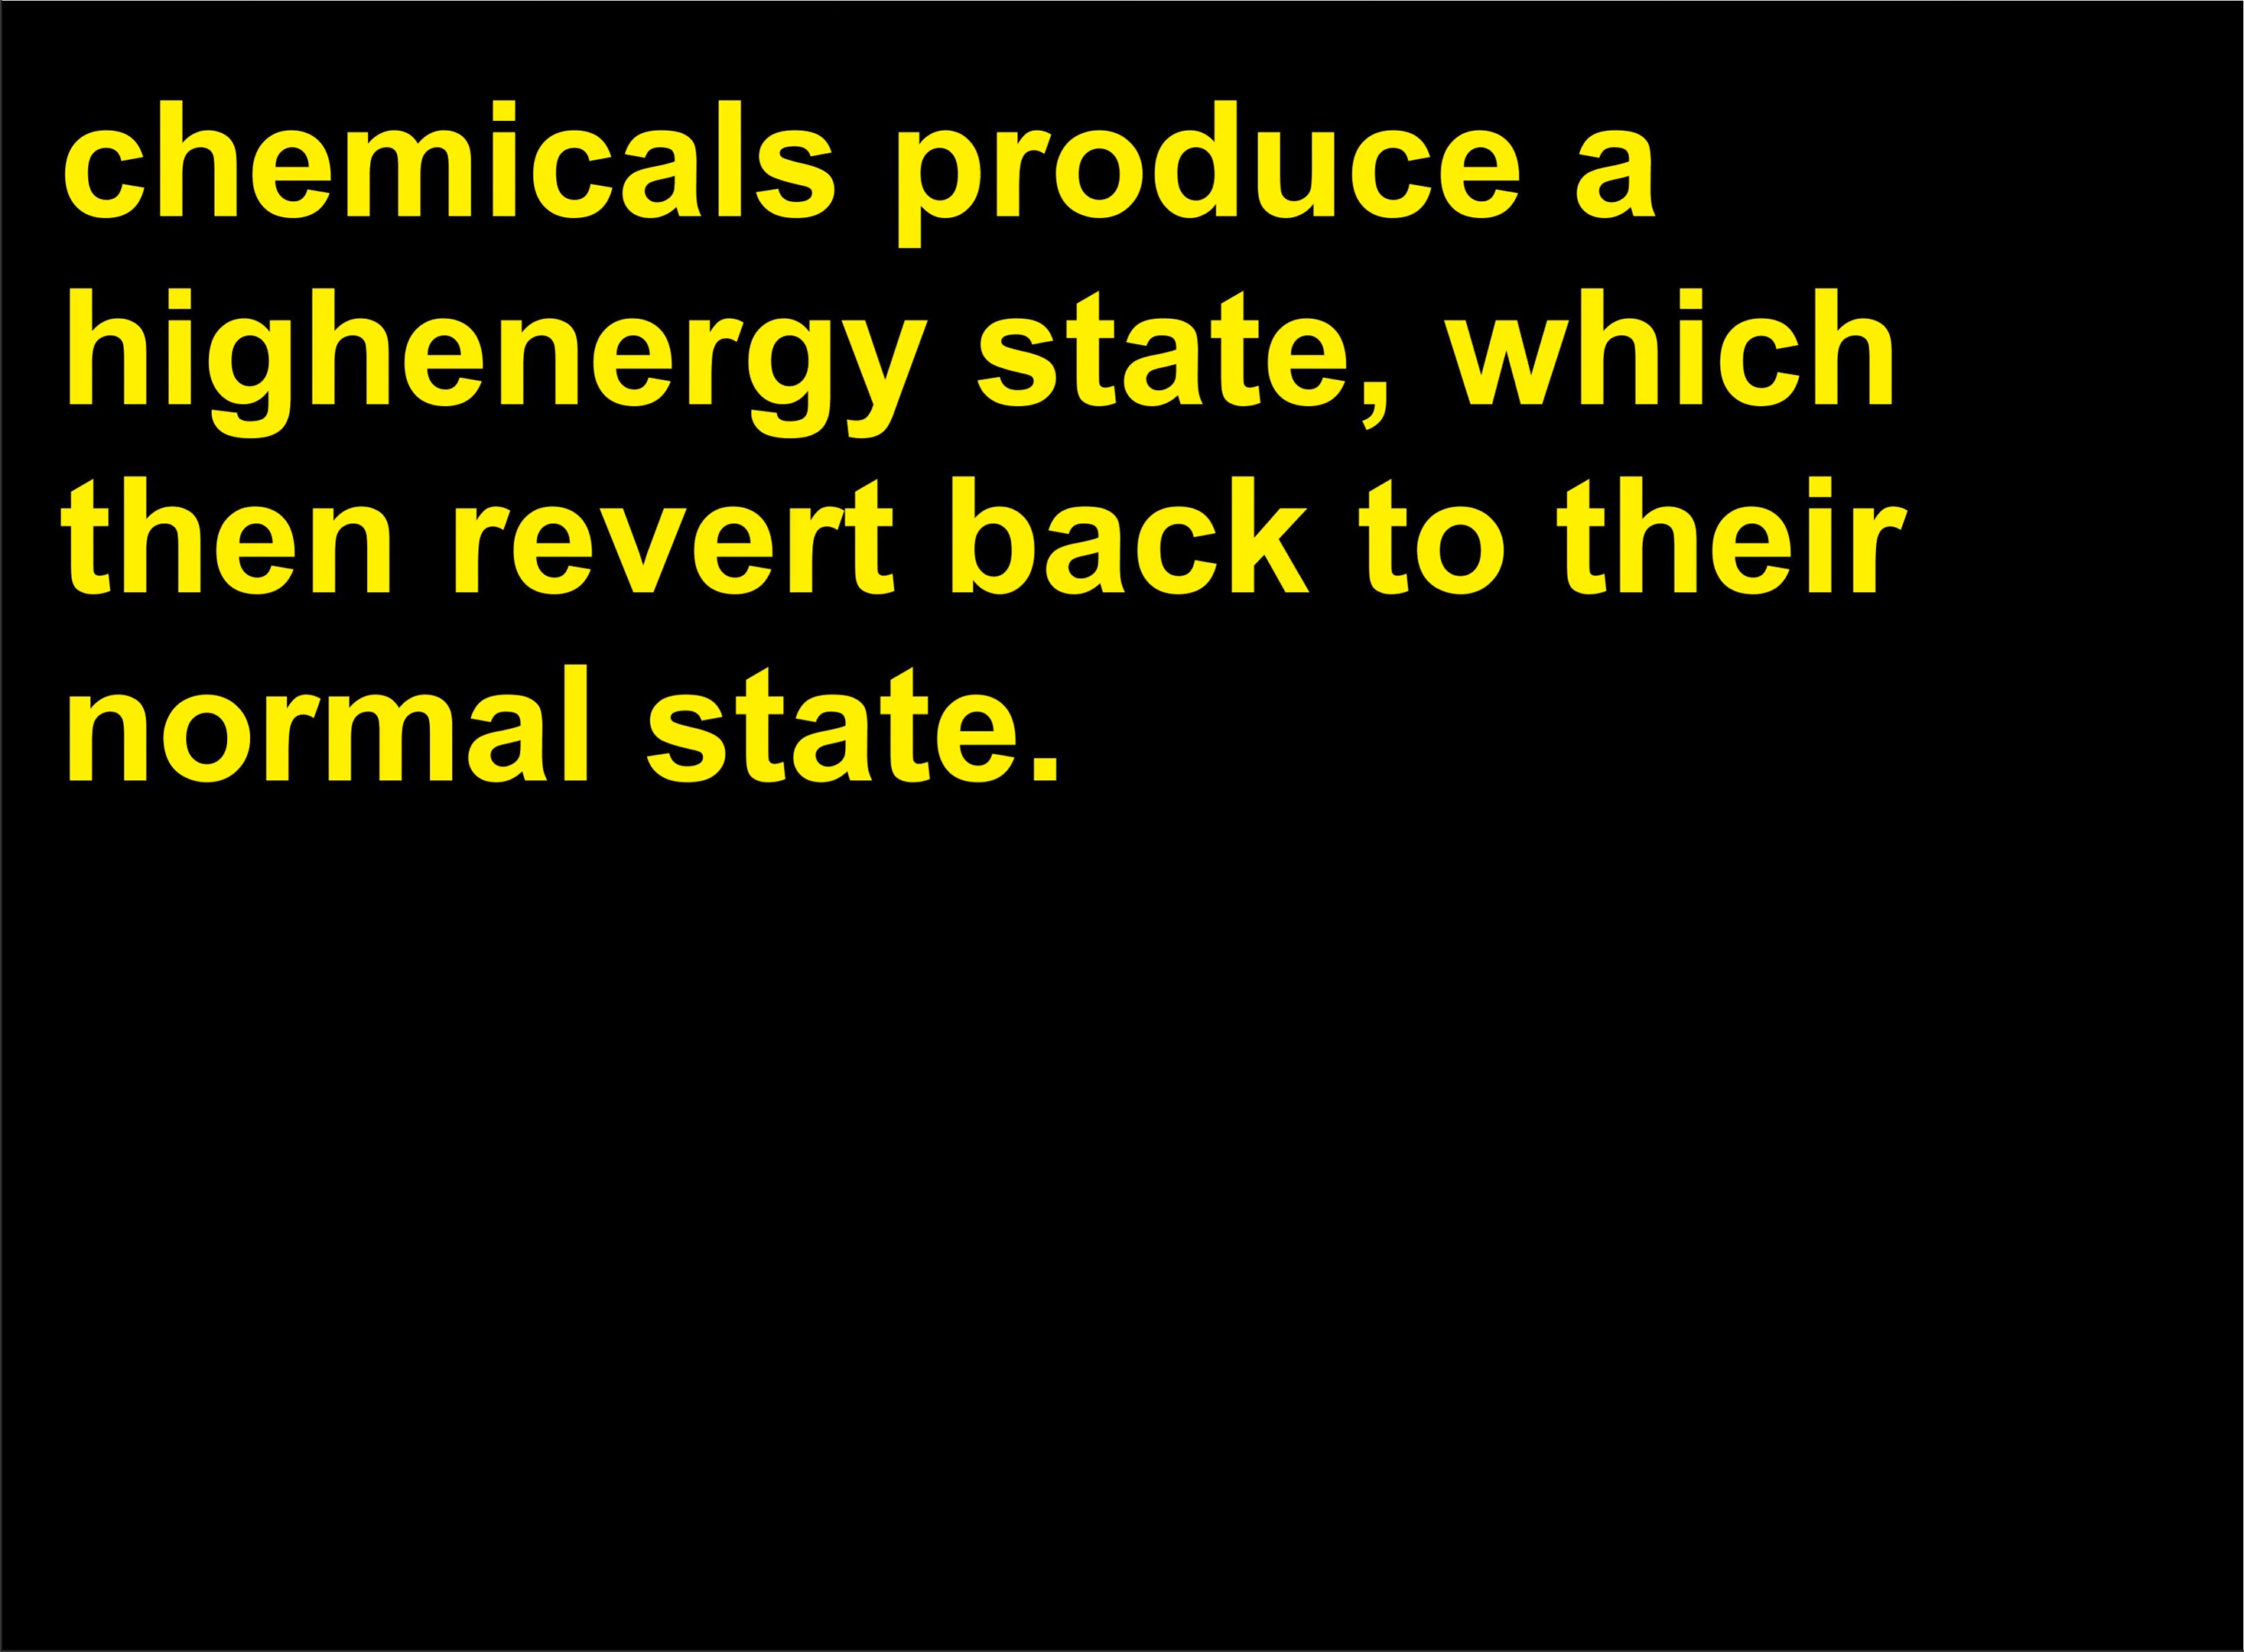 chemicals produce a
highenergy state, which
then revert back to their
normal state.